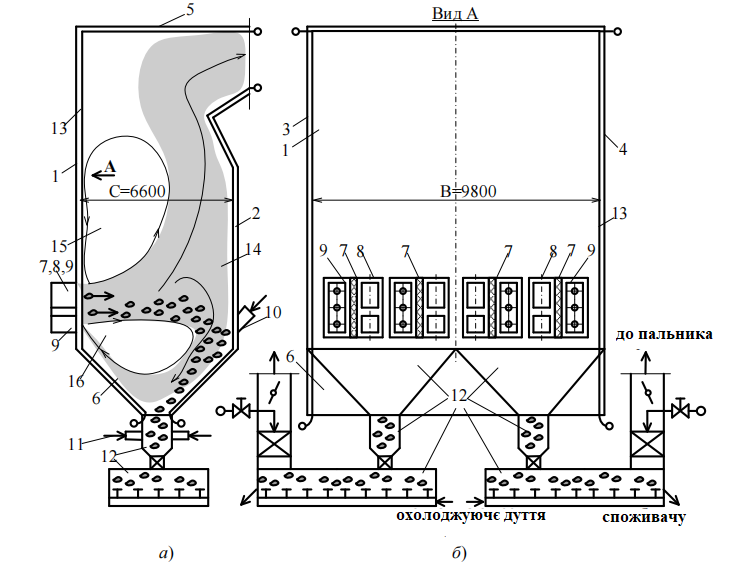 5
Вид А
13
3
1
А
1
4
С=6600
В=9800
2
15
14
13
7,8,9
9 7 8 7 7 8 7 9
10
9
до пальника
16
6
6
12
11
12
охолоджуюче дуття
споживачу
а)
б)